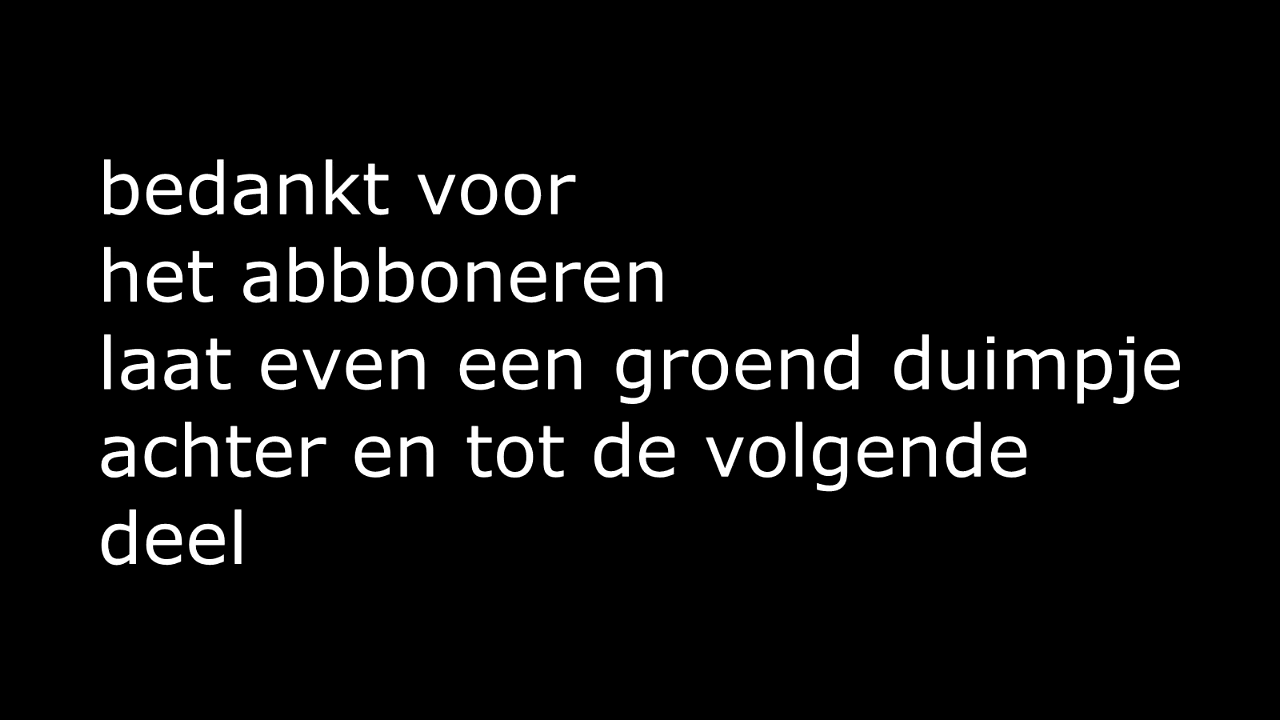 bedankt voor
het abbboneren
laat even een groend duimpje
achter en tot de volgende
deel